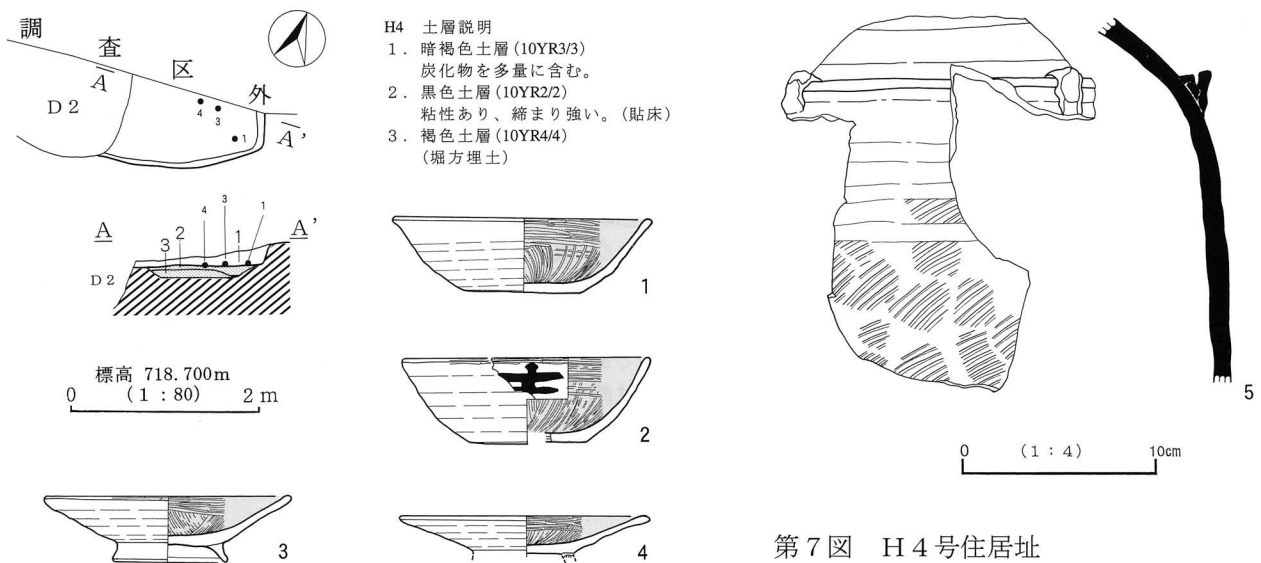 調査区外
A
D2
4
3
1
A'
H4 土層説明
1．暗褐色土層(10YR3/3)
炭化物を多量に含む。
2．黒色土層(10YR2/2)
粘性あり、締まり強い。(貼床)
3．褐色土層(10YR4/4)
(堀方埋土)
A
3
2
4
3
1
1
A'
D2
標高 718.700m
0 (1:80) 2m
1
2
3
4
5
0 (1:4) 10cm
第7図 H4号住居址